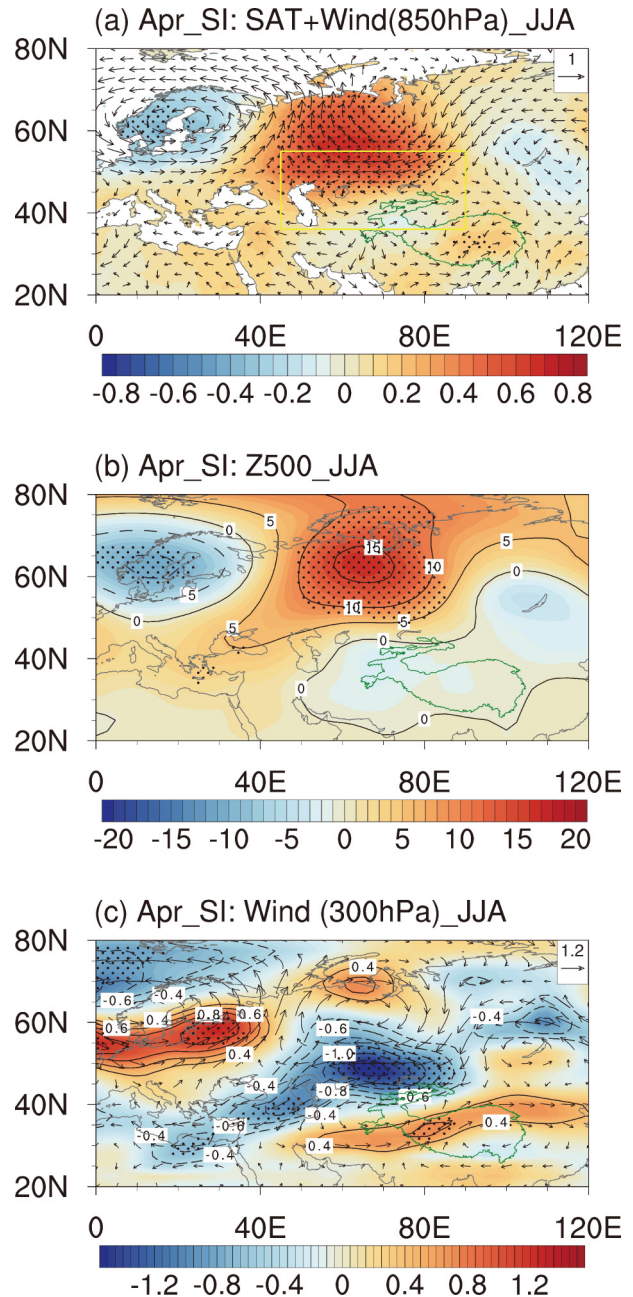 (a) Apr_SI: SAT+Wind(850hPa)_JJA
80N
1
60N
40N
20N
0 40E 80E 120E
-0.8 -0.6 -0.4 -0.2 0 0.2 0.4 0.6 0.8
(b) Apr_SI: Z500_JJA
80N
0 5
15
60N
-5 10
0 10 0
5 5
40N
0
0
20N
0
0 40E 80E 120E
-20 -15 -10 -5 0 5 10 15 20
(c) Apr_SI: Wind (300hPa)_JJA
80N
1.2
0.4
-0.6 -0.4
0.6 0.4 0.8 0.6 -0.6 -0.4
60N
0.4 -1.0
-0.4 -0.8
-0.6
40N
-0.4 -0.6 -0.4
-0.4 0.4 0.4
20N
0 40E 80E 120E
-1.2 -0.8 -0.4 0 0.4 0.8 1.2